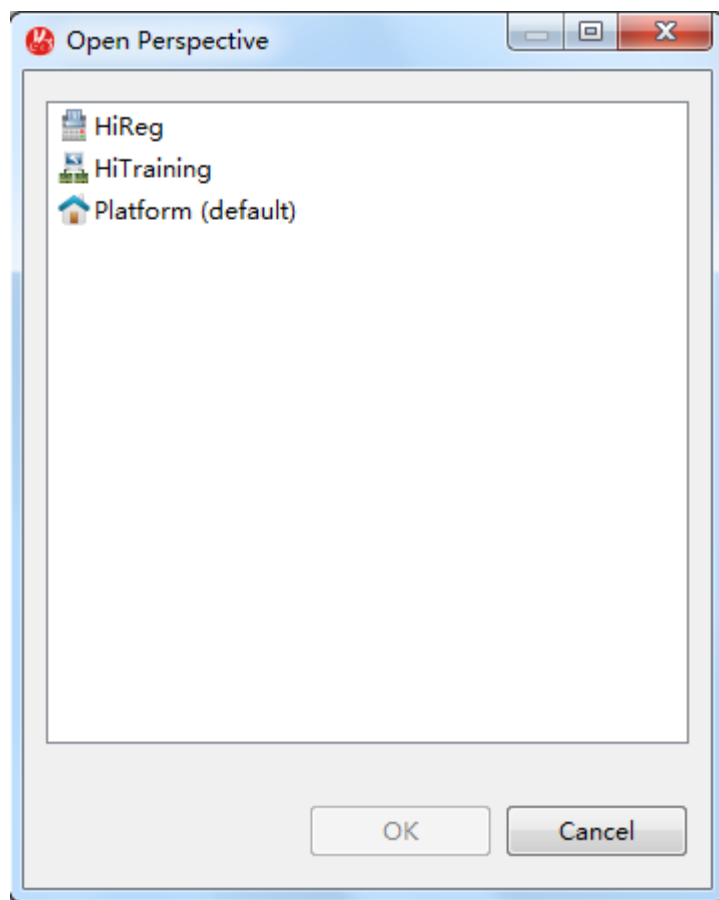 Open Perspective
HiReg
HiTraining
Platform (default)
OK
Cancel